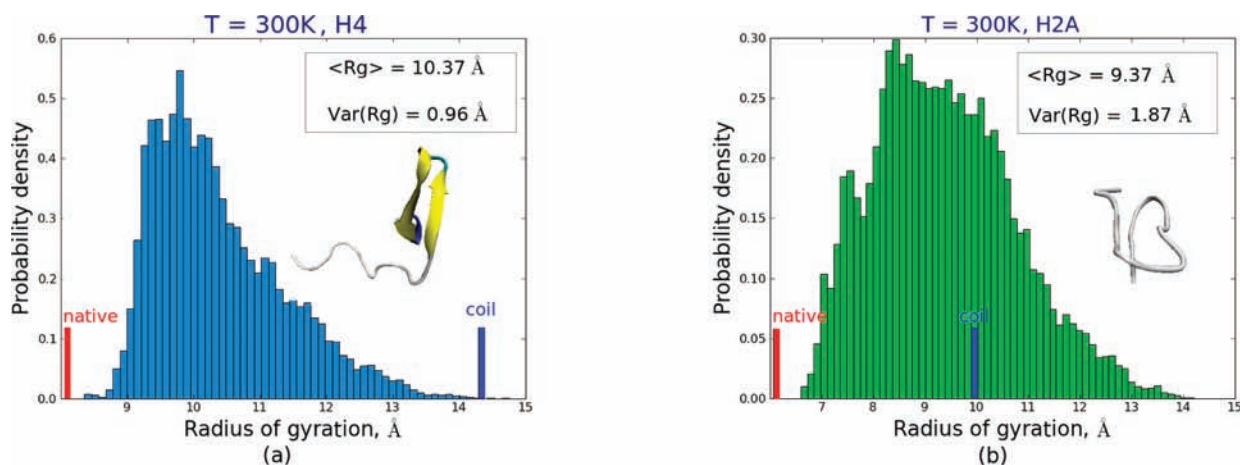 T = 300K, H4
0.6
0.5
0.4
0.3
0.2
0.1
0.0
Probability density
<Rg> = 10.37 Å
Var(Rg) = 0.96 Å
native
coil
9 10 11 12 13 14 15
Radius of gyration, Å
(a)
T = 300K, H2A
0.30
0.25
0.20
0.15
0.10
0.05
0.00
Probability density
<Rg> = 9.37 Å
Var(Rg) = 1.87 Å
native
coil
7 8 9 10 11 12 13 14 15
Radius of gyration, Å
(b)